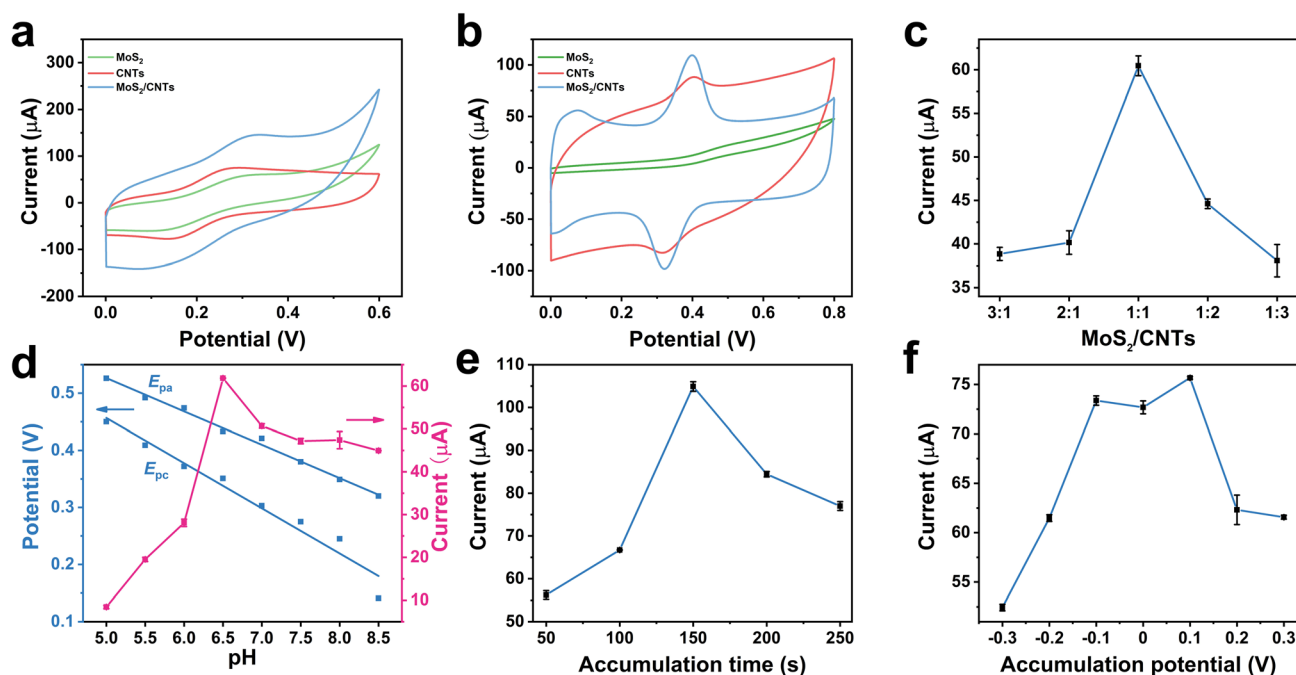 a
300
250
200
150
100
50
0
-50
-100
-150
-200
Current (μA)
MoS2
CNTs
MoS2/CNTs
0.0 0.2 0.4 0.6
Potential (V)
b
100
50
0
-50
-100
Current (μA)
MoS2
CNTs
MoS2/CNTs
0.0 0.2 0.4 0.6 0.8
Potential (V)
c
60
55
50
45
40
35
Current (μA)
3:1 2:1 1:1 1:2 1:3
MoS2/CNTs
d
0.5
0.4
0.3
0.2
0.1
Potential (V)
Epa
Epc
60
50
40
30
20
10
Current (μA)
5.0 5.5 6.0 6.5 7.0 7.5 8.0 8.5
pH
e
110
100
90
80
70
60
50
Current (μA)
50 100 150 200 250
Accumulation time (s)
f
75
70
65
60
55
Current (μA)
-0.3 -0.2 -0.1 0 0.1 0.2 0.3
Accumulation potential (V)